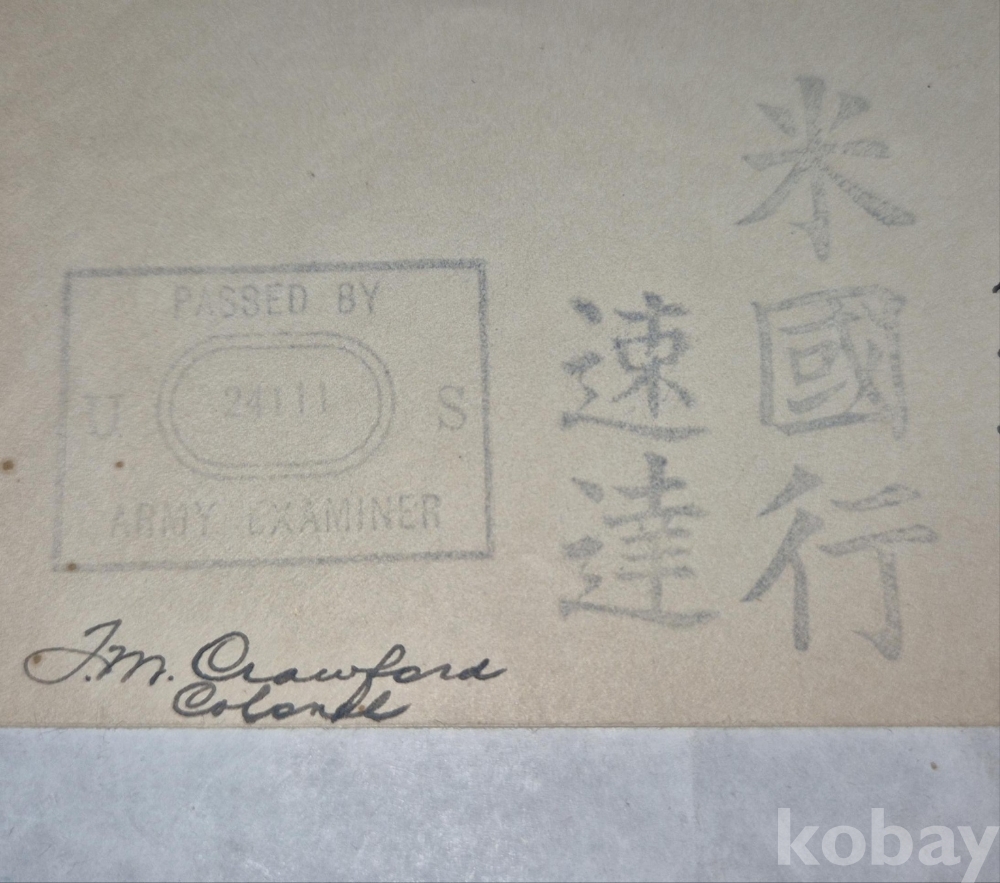 米國行
速達
PASSED BY
U 24111 S
ARMY EXAMINER
T.M. Crawford
Colonel
kobay